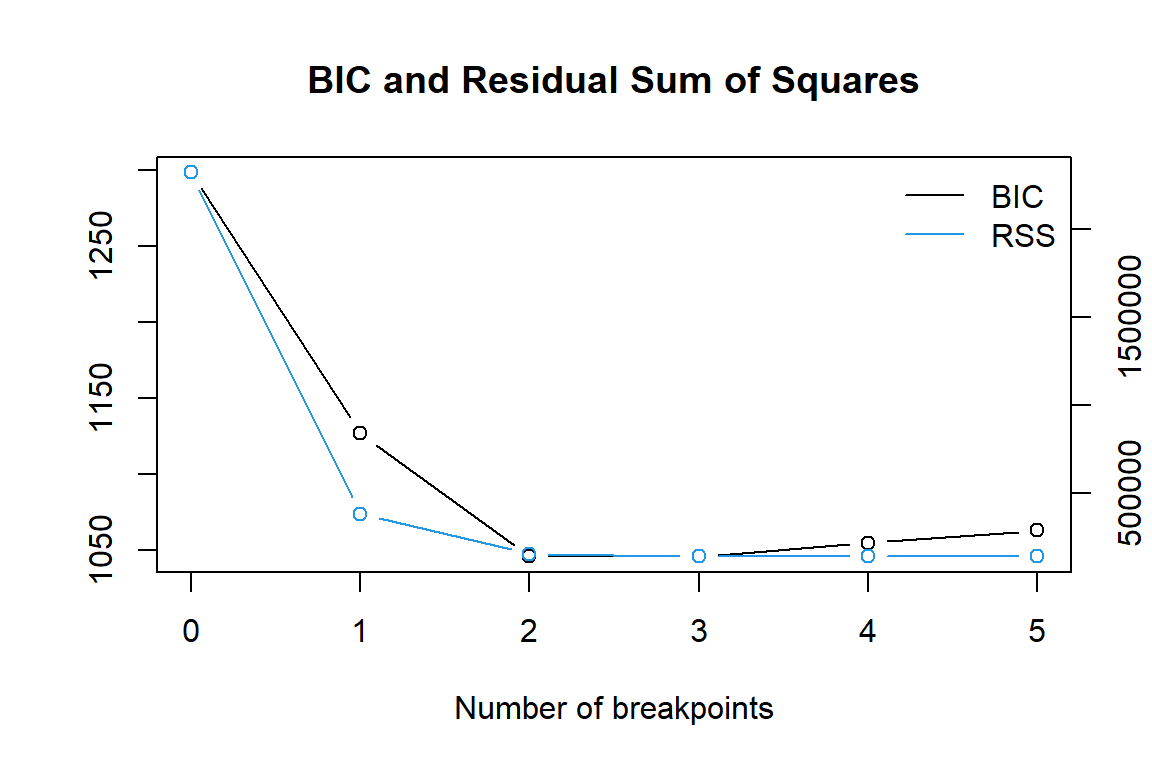 BIC and Residual Sum of Squares
BIC
RSS
1250
1150
1050
1500000
500000
0 1 2 3 4 5
Number of breakpoints